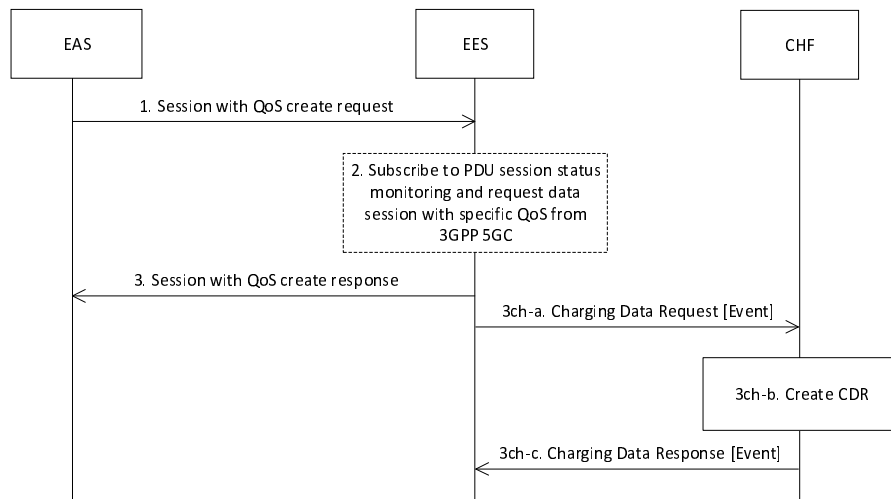 EAS
EES
CHF
1. Session with QoS create request
2. Subscribe to PDU session status
monitoring and request data
session with specific QoS from
3GPP 5GC
3. Session with QoS create response
3ch-a. Charging Data Request [Event]
3ch-b. Create CDR
3ch-c. Charging Data Response [Event]